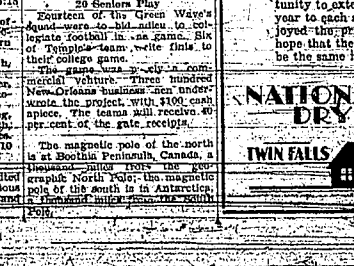 20 Seniors Play
Fourteen of the Green Wave's
squad were to bid adieu to col-
legiate football in game. Six
of Temple's team write finis to
their college game.
The game was com-
mercial venture. Three hundred
New Orleans business men under-
wrote the project, with $100 cash
apiece. The teams will receive 40
per cent of the gate receipts.
The magnetic pole of the north
is at Boothia Peninsula, Canada, a
thousand miles from the geo-
graphic North Pole; the magnetic
pole of the south is in Antarctica,
a thousand miles from the South
Pole.
tunity to exte
year to each
joyed the pr
hope that the
be the same
NATION
DRY
TWIN FALLS